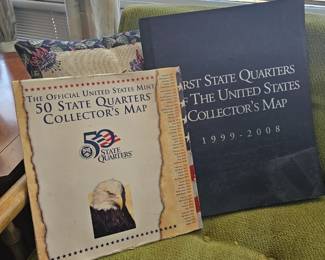 The Official United States Mint
50 State Quarters
Collector's Map
50
State
Quarters
First State Quarters
of The United States
Collector's Map
1999-2008